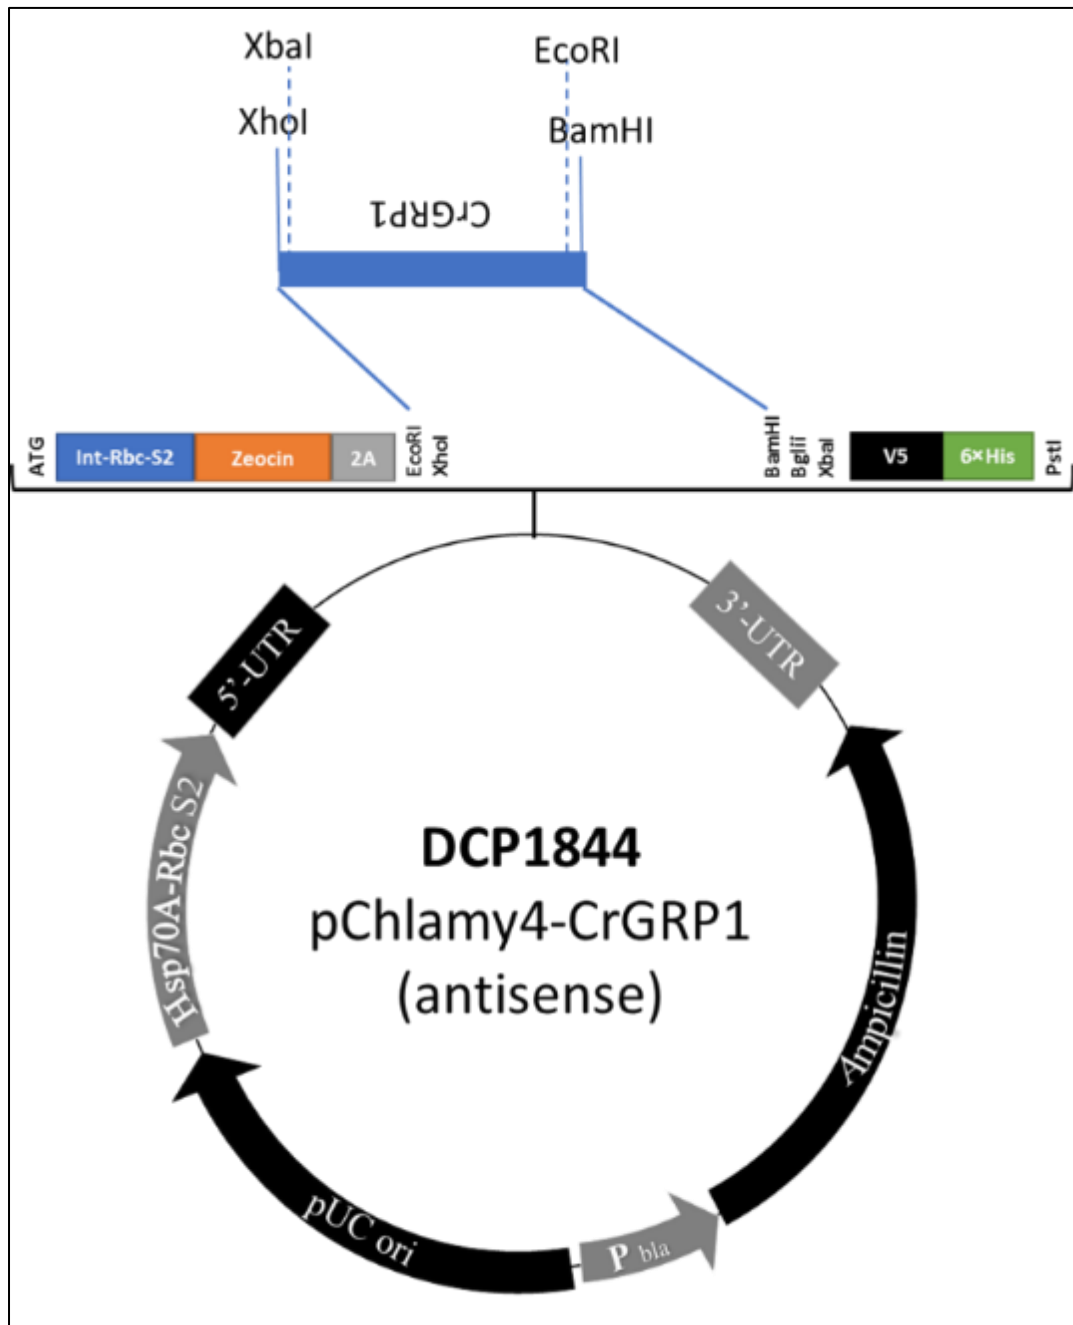 XbaI
EcoRI
XhoI
BamHI
CrGRP1
ATG
Int-Rbc-S2
Zeocin
2A
EcoRI
XhoI
BamHI
BglII
XbaI
V5
6×His
PstI
5'-UTR
3'-UTR
Hsp70A-Rbc S2
Ampicillin
pUC ori
P bla
DCP1844
pChlamy4-CrGRP1
(antisense)